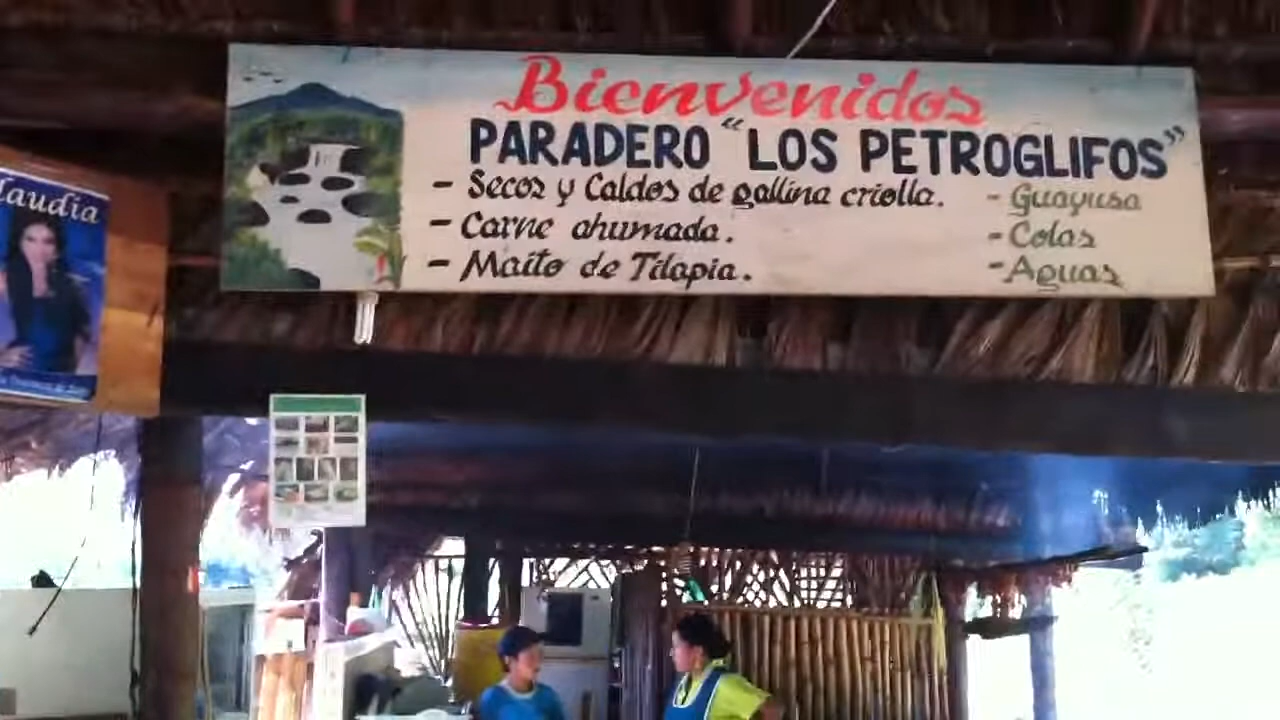 Bienvenidos
PARADERO "LOS PETROGLIFOS"
- Secos y Caldos de gallina criolla.
- Carne ahumada.
- Maito de Tilapia.
- Guayusa
- Colas
- Aguas
laudia